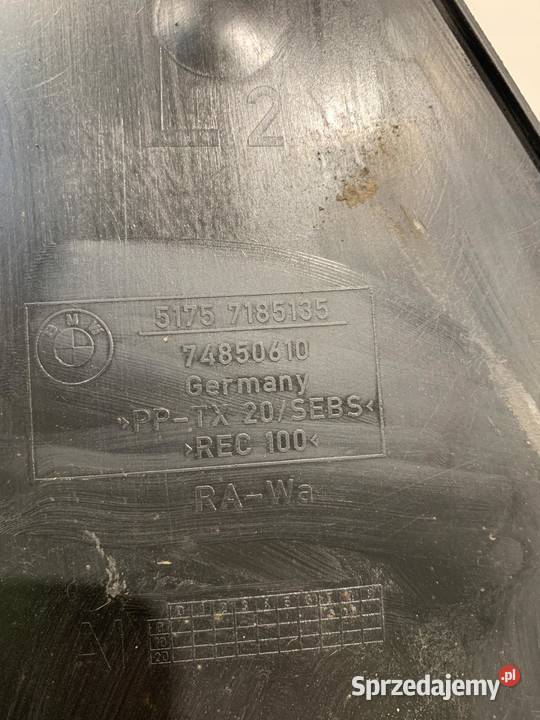 L 2
BMW
5175 7185135
74850610
Germany
»PP-TX 20/SEBS«
›REC 100‹
RA-Wa
Sprzedajemy.pl